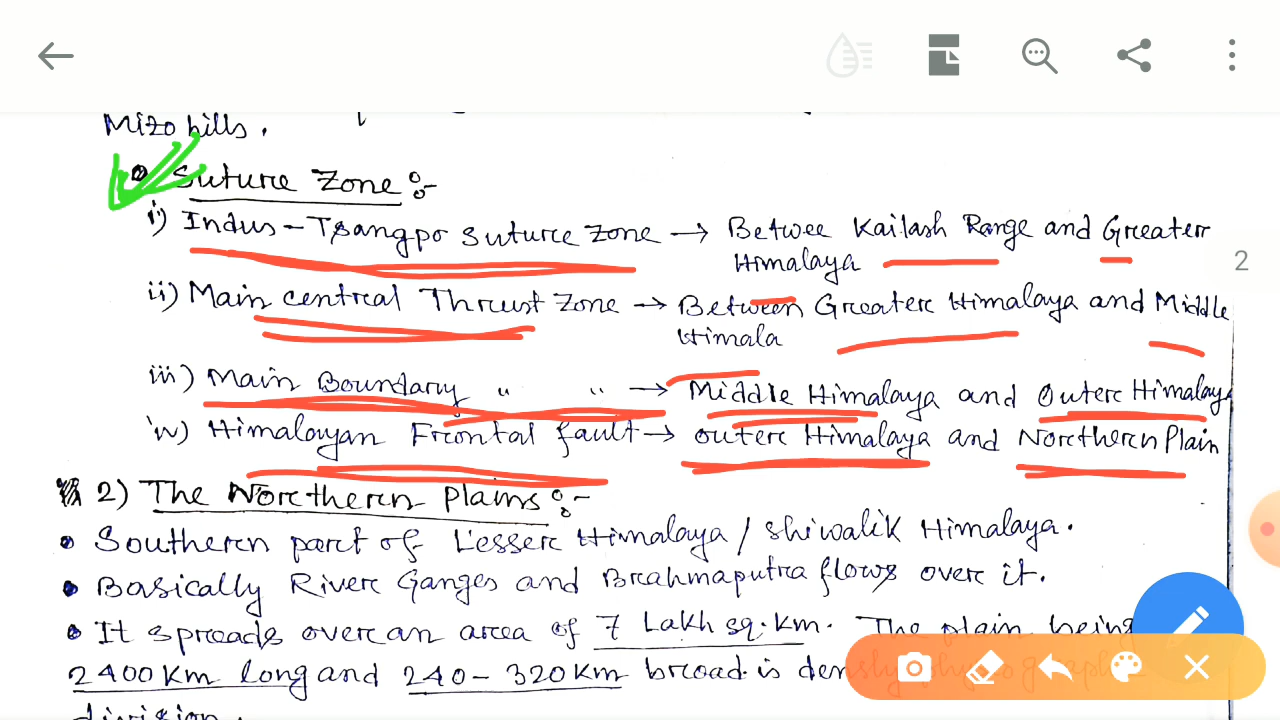 Mizo hills.
• Suture Zone :-
i) Indus - Tsangpo suture zone → Betwee Kailash Range and Greater
Himalaya
2
ii) Main central Thrust Zone → Between Greater Himalaya and Middle
Himala
iii) Main Boundary " " → Middle Himalaya and Outer Himalaya
iv) Himalayan Frontal fault → outer Himalaya and Northern Plain
2) The Northern Plains :-
• Southern part of Lesser Himalaya / Shiwalik Himalaya.
• Basically River Ganges and Brahmaputra flows over it.
• It spreads over an area of 7 Lakh sq.km. The plain being
2400 Km long and 240 - 320 Km broad is
division.